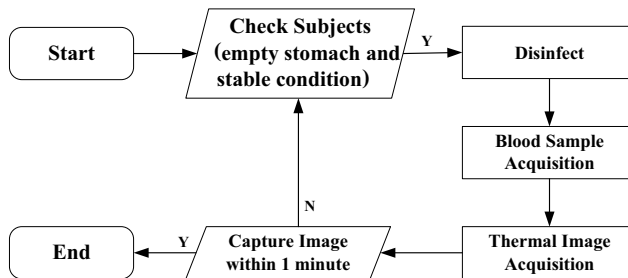 Start
Check Subjects
(empty stomach and
stable condition)
Y
Disinfect
Blood Sample
Acquisition
Thermal Image
Acquisition
Capture Image
within 1 minute
N
Y
End